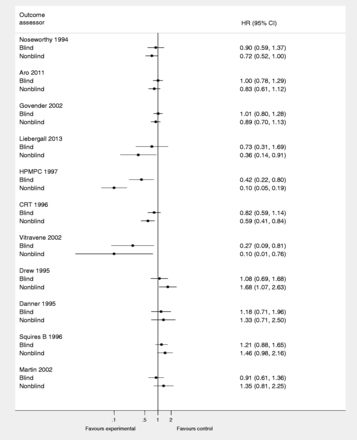 Outcome
assessor HR (95% CI)
Noseworthy 1994
Blind 0.90 (0.59, 1.37)
Nonblind 0.72 (0.52, 1.00)
Aro 2011
Blind 1.00 (0.78, 1.29)
Nonblind 0.83 (0.61, 1.12)
Govender 2002
Blind 1.01 (0.80, 1.28)
Nonblind 0.89 (0.70, 1.13)
Liebergall 2013
Blind 0.73 (0.31, 1.69)
Nonblind 0.36 (0.14, 0.91)
HPMPC 1997
Blind 0.42 (0.22, 0.80)
Nonblind 0.10 (0.05, 0.19)
CRT 1996
Blind 0.82 (0.59, 1.14)
Nonblind 0.59 (0.41, 0.84)
Vitravene 2002
Blind 0.27 (0.09, 0.81)
Nonblind 0.10 (0.01, 0.76)
Drew 1995
Blind 1.08 (0.69, 1.68)
Nonblind 1.68 (1.07, 2.63)
Danner 1995
Blind 1.18 (0.71, 1.96)
Nonblind 1.33 (0.71, 2.50)
Squires B 1996
Blind 1.21 (0.88, 1.65)
Nonblind 1.46 (0.98, 2.16)
Martin 2002
Blind 0.91 (0.61, 1.36)
Nonblind 1.35 (0.81, 2.25)
.1 .5 1 2
Favours experimental Favours control